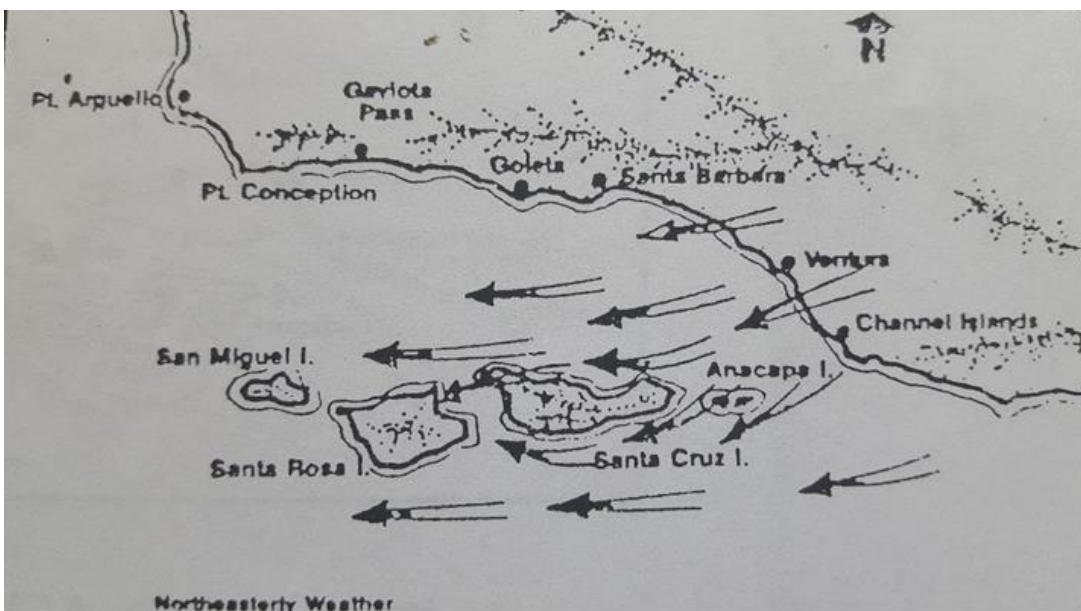 N
Pt. Arguello
Gaviota
Pass
Goleta
Santa Barbara
Pt. Conception
Ventura
Channel Islands
San Miguel I.
Anacapa I.
Santa Rosa I.
Santa Cruz I.
Northeasterly Weather